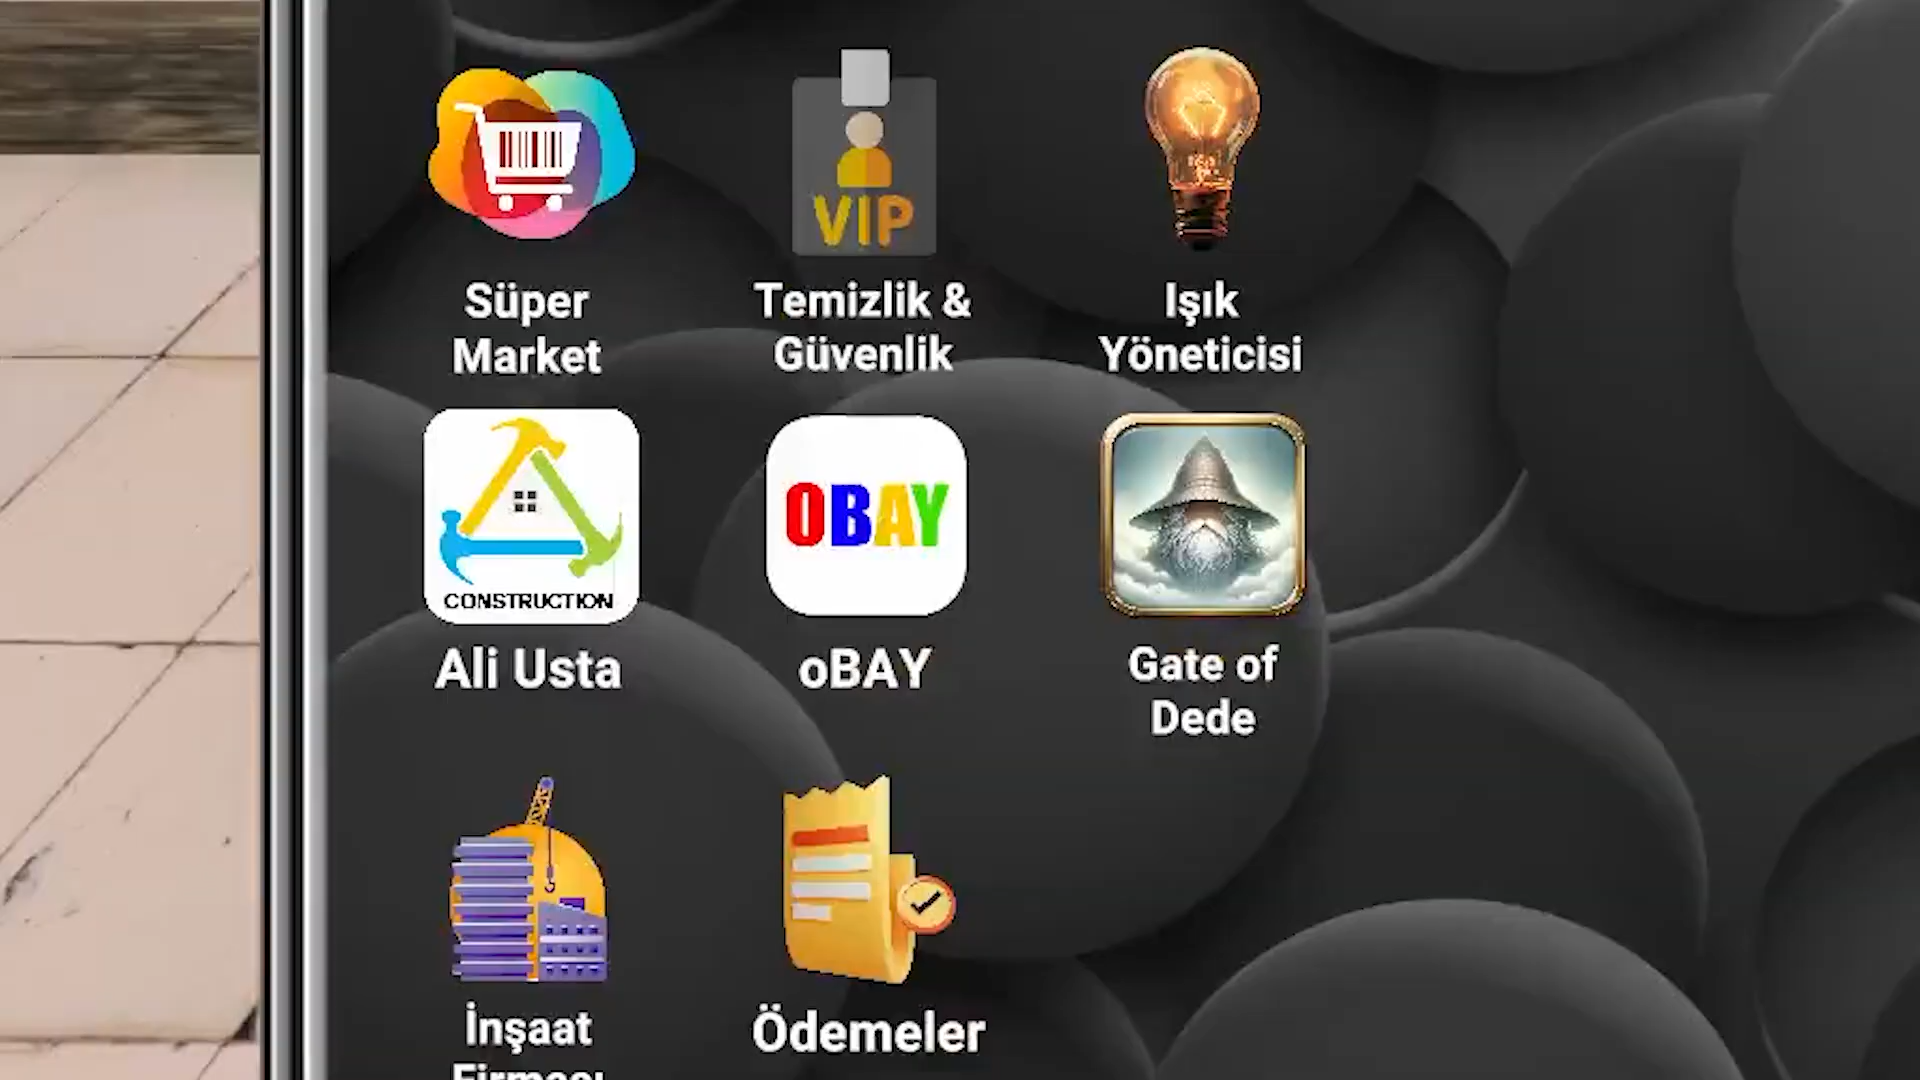 VIP
Süper
Market
Temizlik &
Güvenlik
Işık
Yöneticisi
CONSTRUCTION
OBAY
Ali Usta
oBAY
Gate of
Dede
İnşaat
Ödemeler